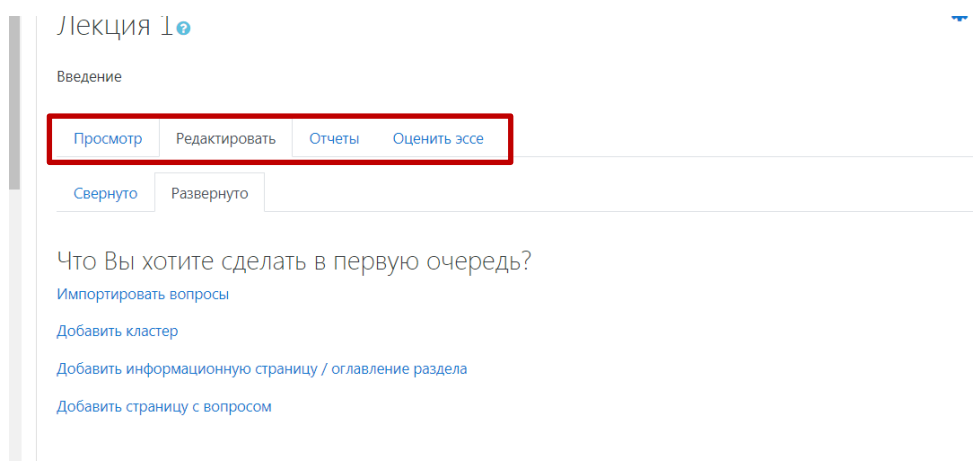 Лекция 1
Введение
Просмотр Редактировать Отчеты Оценить эссе
Свернуто Развернуто
Что Вы хотите сделать в первую очередь?
Импортировать вопросы
Добавить кластер
Добавить информационную страницу / оглавление раздела
Добавить страницу с вопросом